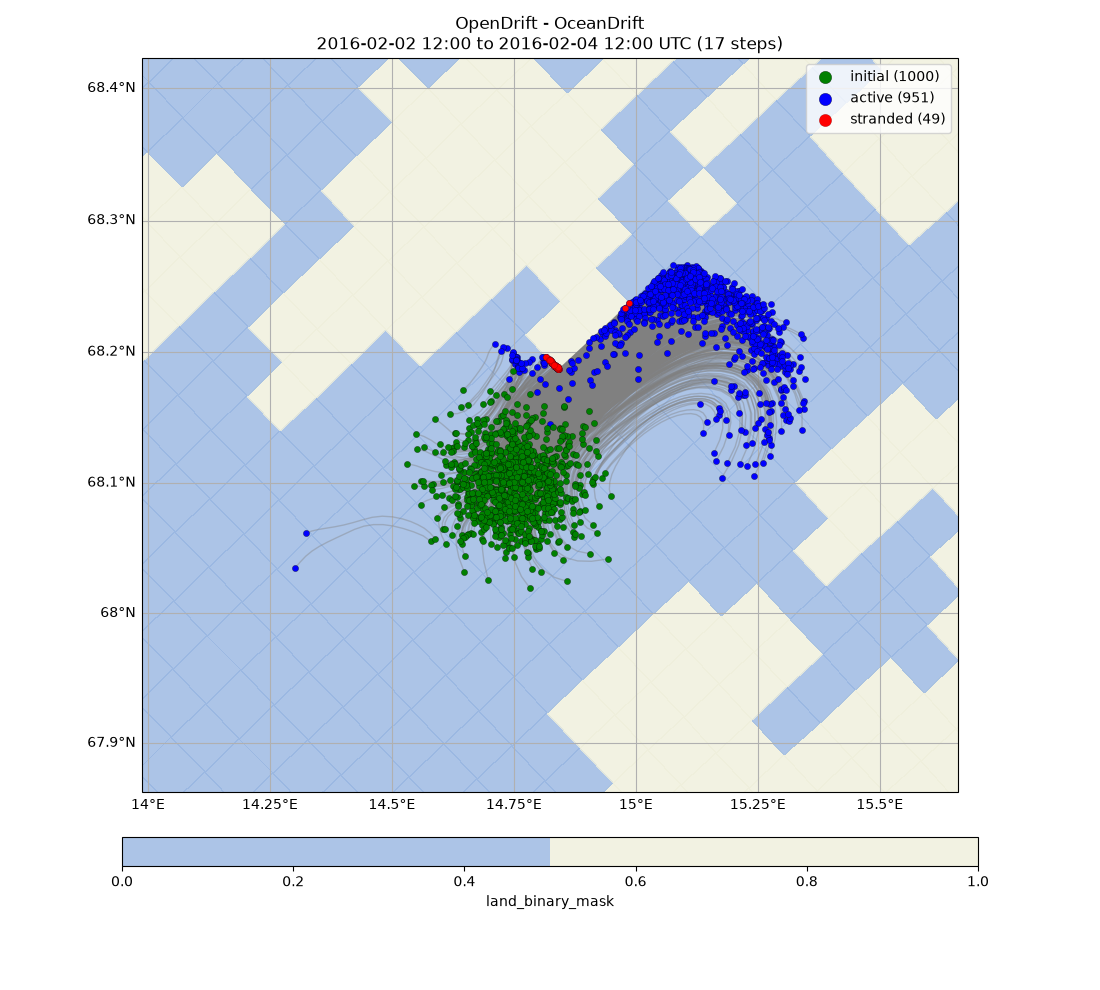 OpenDrift - OceanDrift
2016-02-02 12:00 to 2016-02-04 12:00 UTC (17 steps)
initial (1000)
active (951)
stranded (49)
68.4°N
68.3°N
68.2°N
68.1°N
68°N
67.9°N
14°E 14.25°E 14.5°E 14.75°E 15°E 15.25°E 15.5°E
0.0 0.2 0.4 0.6 0.8 1.0
land_binary_mask